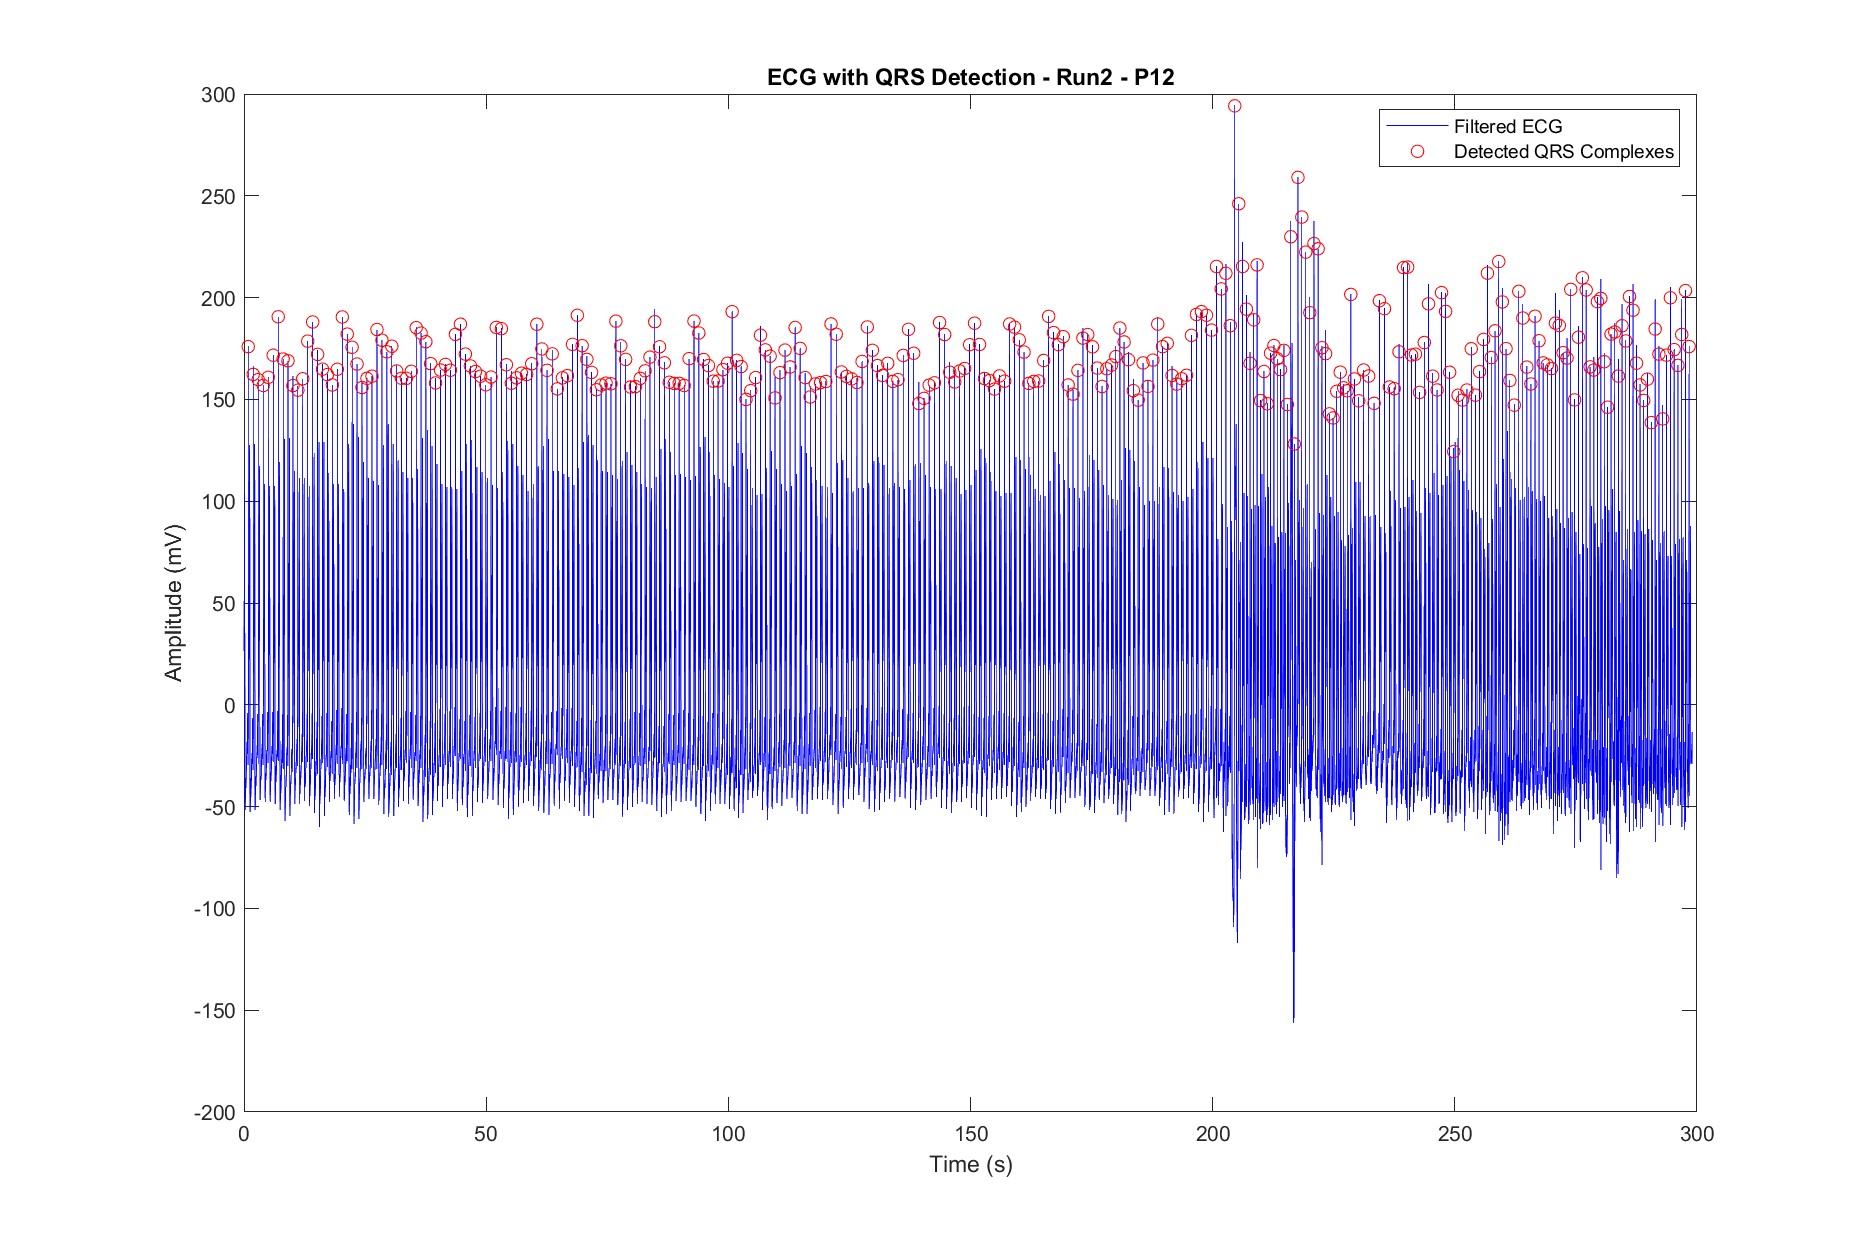 ECG with QRS Detection - Run2 - P12
Filtered ECG
Detected QRS Complexes
300
250
200
150
100
50
0
-50
-100
-150
-200
Amplitude (mV)
0 50 100 150 200 250 300
Time (s)